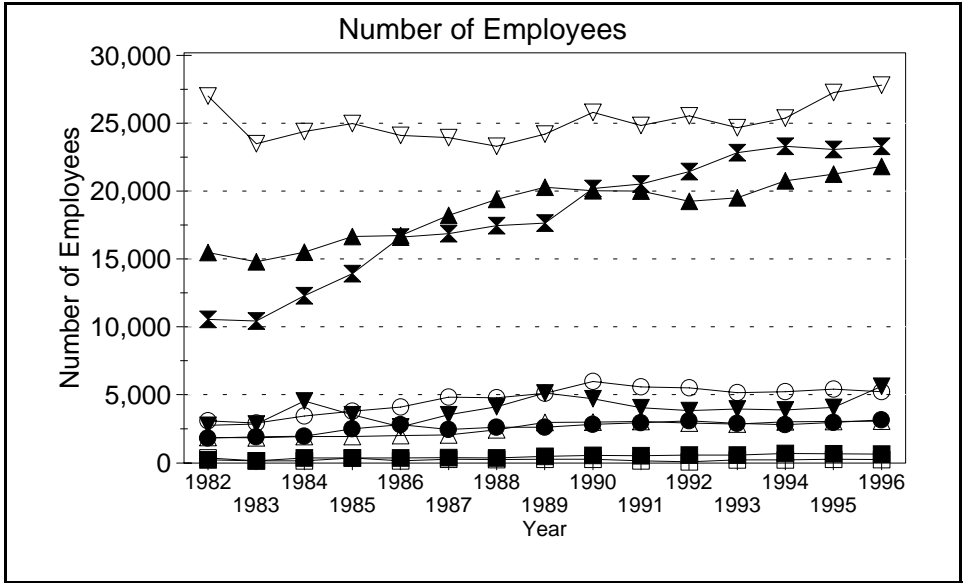 Number of Employees
30,000
25,000
20,000
15,000
10,000
5,000
0
Number of Employees
1982 1984 1986 1988 1990 1992 1994 1996
1983 1985 1987 1989 1991 1993 1995
Year